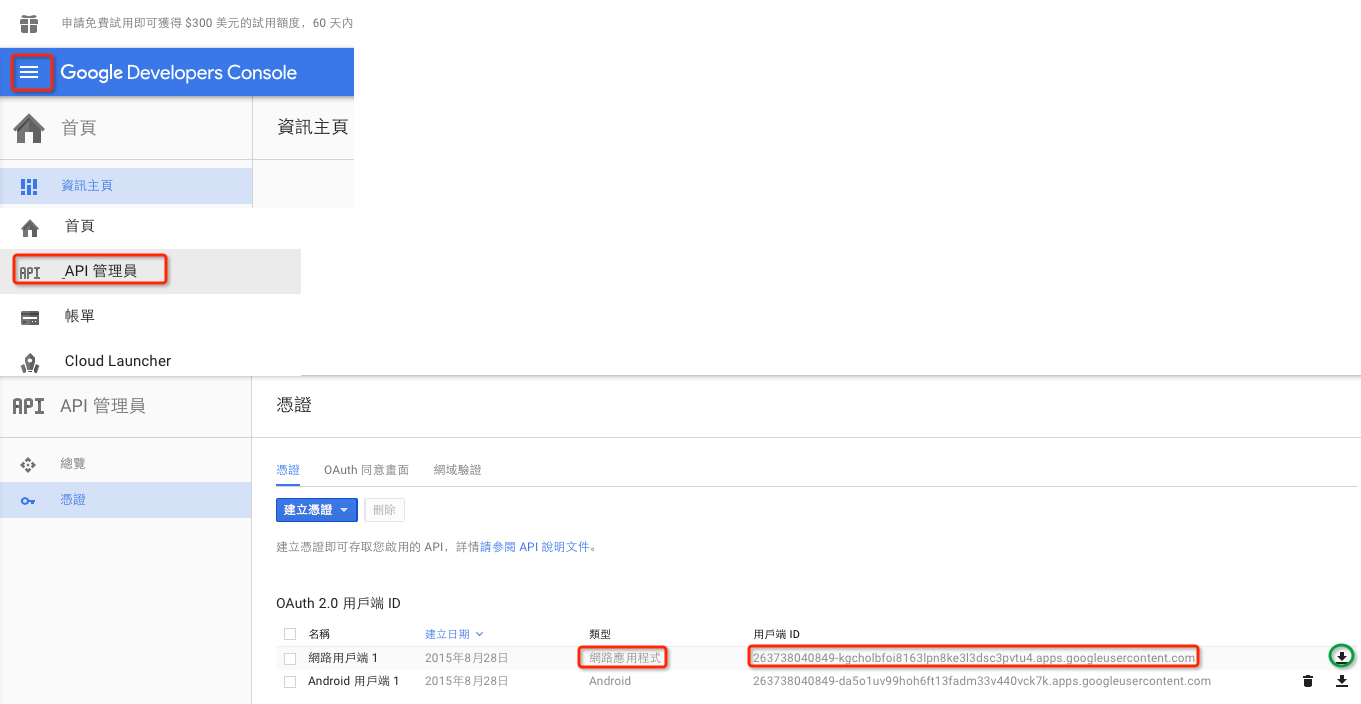 申請免費試用即可獲得 $300 美元的試用額度，60 天內
Google Developers Console
首頁
資訊主頁
資訊主頁
首頁
API API 管理員
帳單
Cloud Launcher
API API 管理員
憑證
總覽
憑證
憑證 OAuth 同意畫面 網域驗證
建立憑證 刪除
建立憑證即可存取您啟用的 API，詳情請參閱 API 說明文件。
OAuth 2.0 用戶端 ID
名稱 建立日期 類型 用戶端 ID
網路用戶端 1 2015年8月28日 網路應用程式 263738040849-kgcholbfoi8163lpn8ke3l3dsc3pvtu4.apps.googleusercontent.com
Android 用戶端 1 2015年8月28日 Android 263738040849-da5o1uv99hoh6ft13fadm33v440vck7k.apps.googleusercontent.com